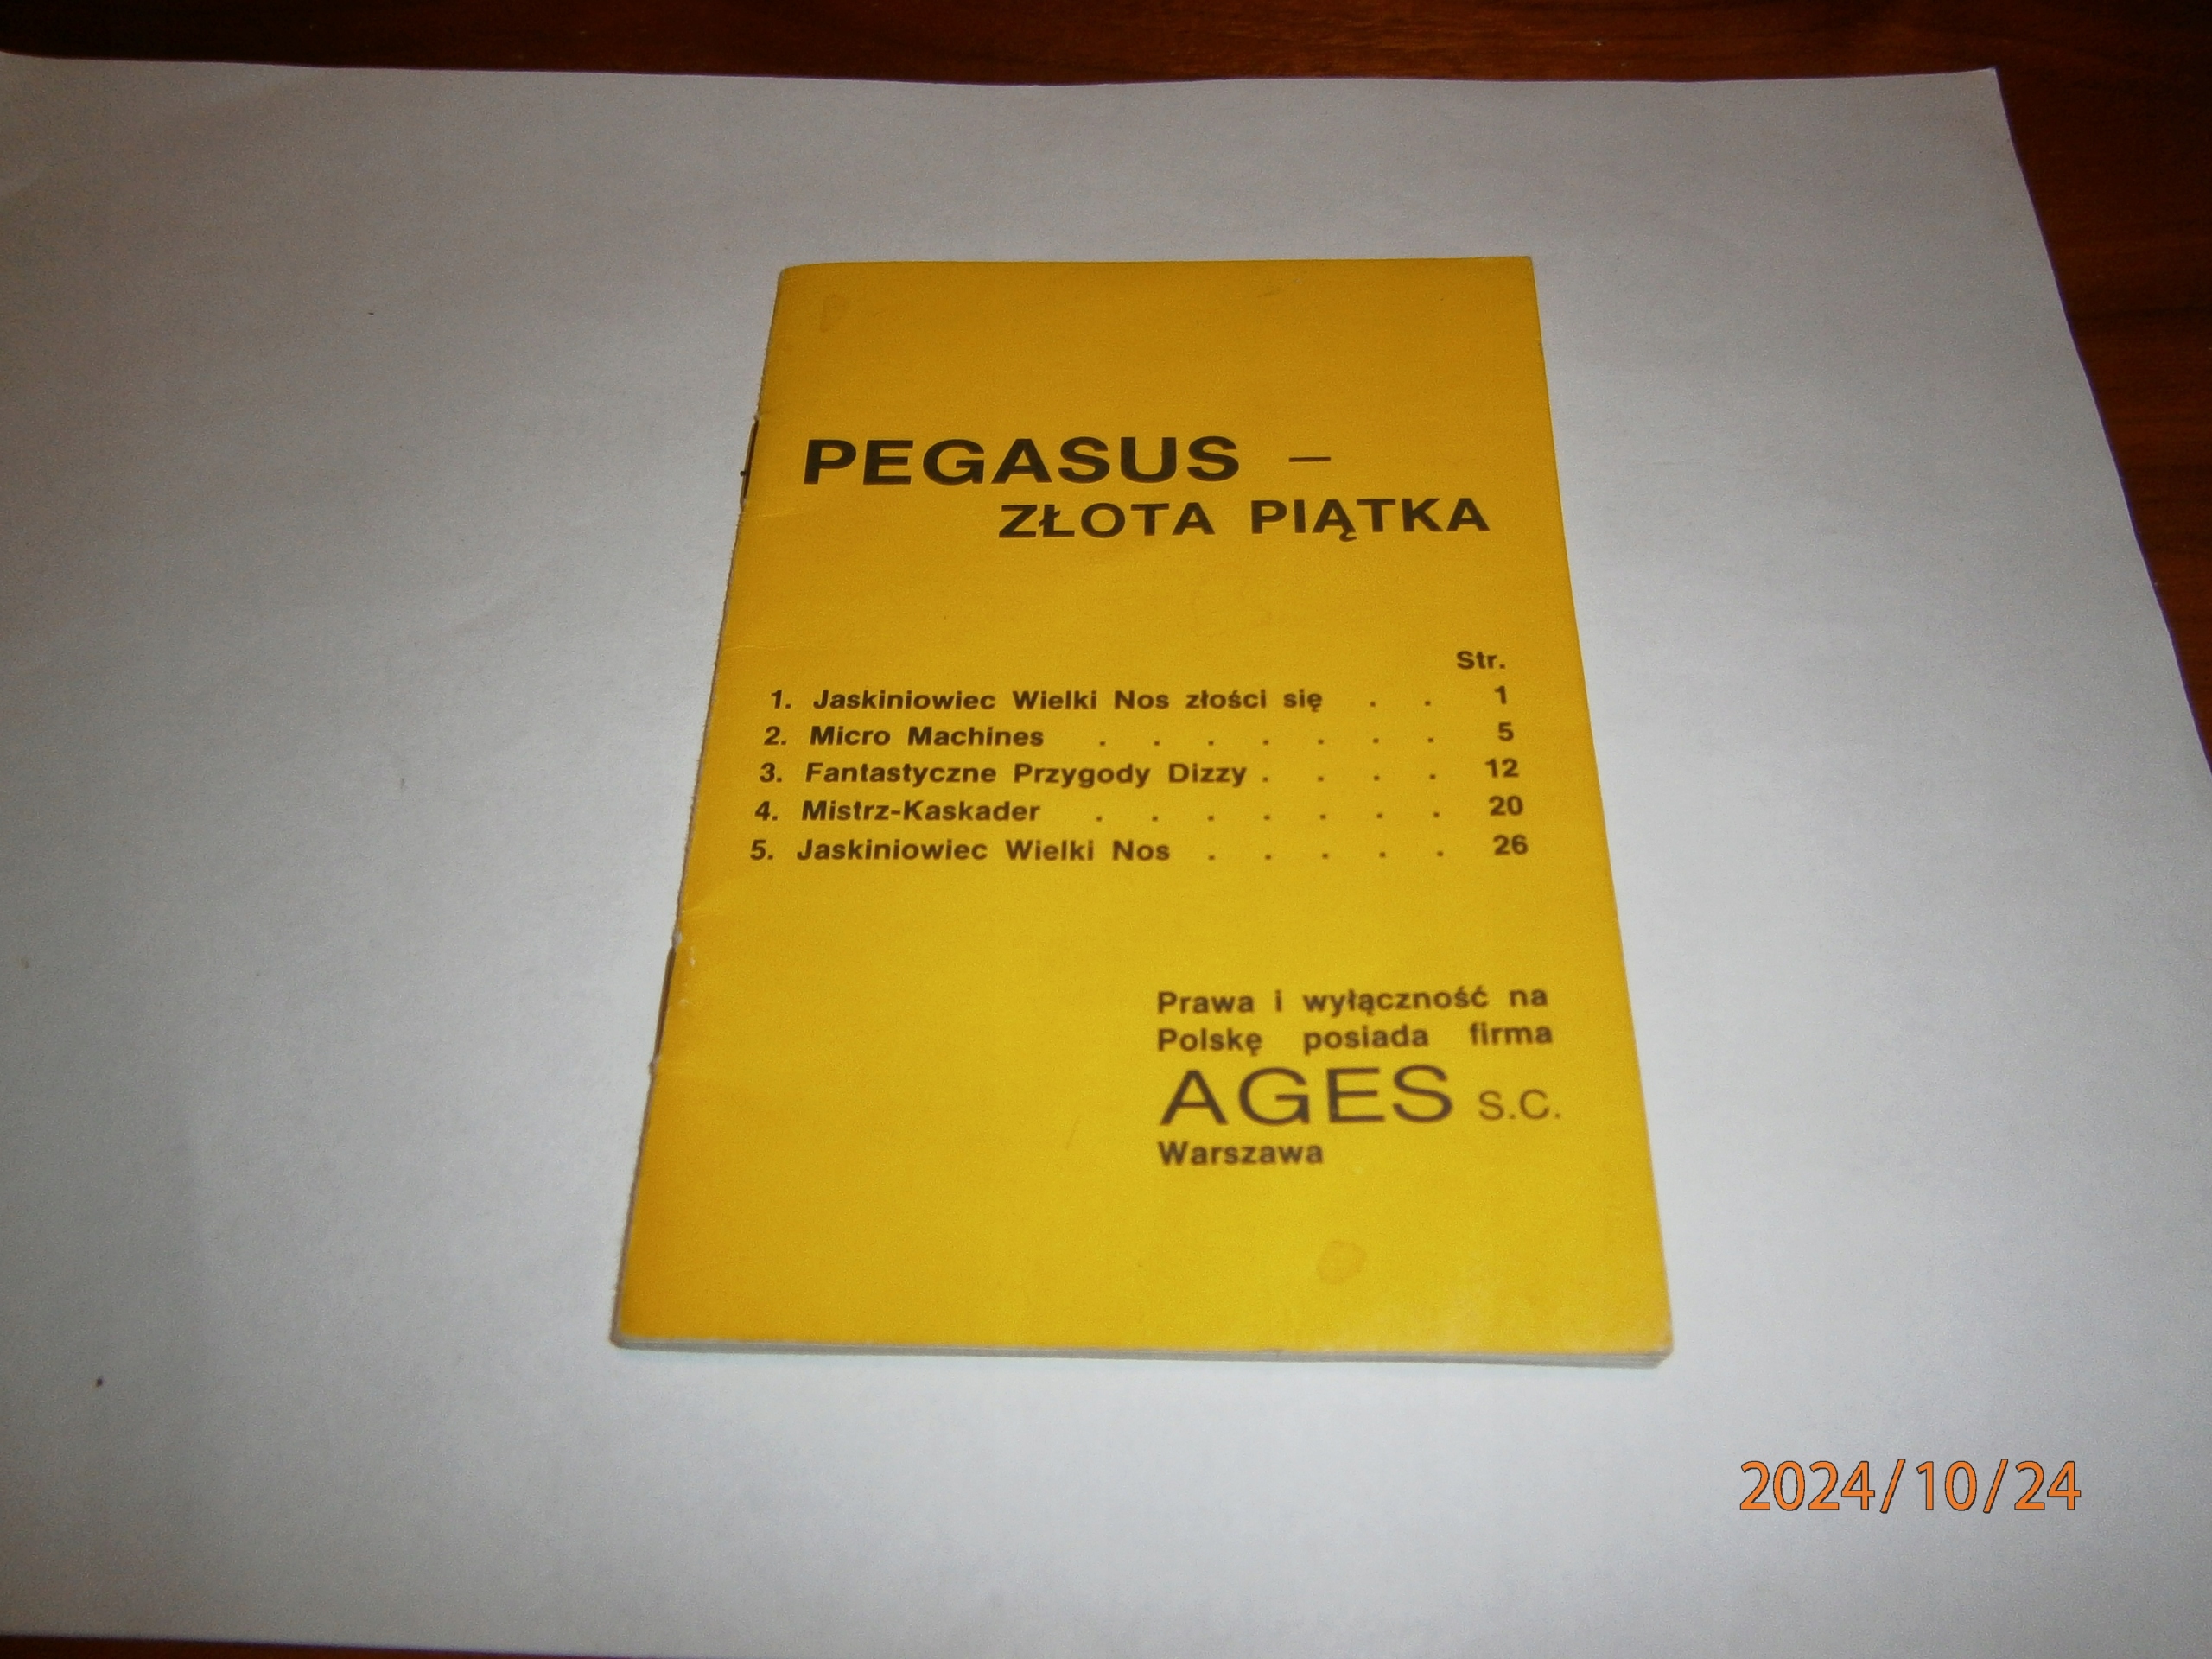 PEGASUS –
ZŁOTA PIĄTKA
Str.
1. Jaskiniowiec Wielki Nos złości się . . 1
2. Micro Machines . . . . . . . 5
3. Fantastyczne Przygody Dizzy . . . . 12
4. Mistrz-Kaskader . . . . . . . 20
5. Jaskiniowiec Wielki Nos . . . . . 26
Prawa i wyłączność na
Polskę posiada firma
AGES S.C.
Warszawa
2024/10/24